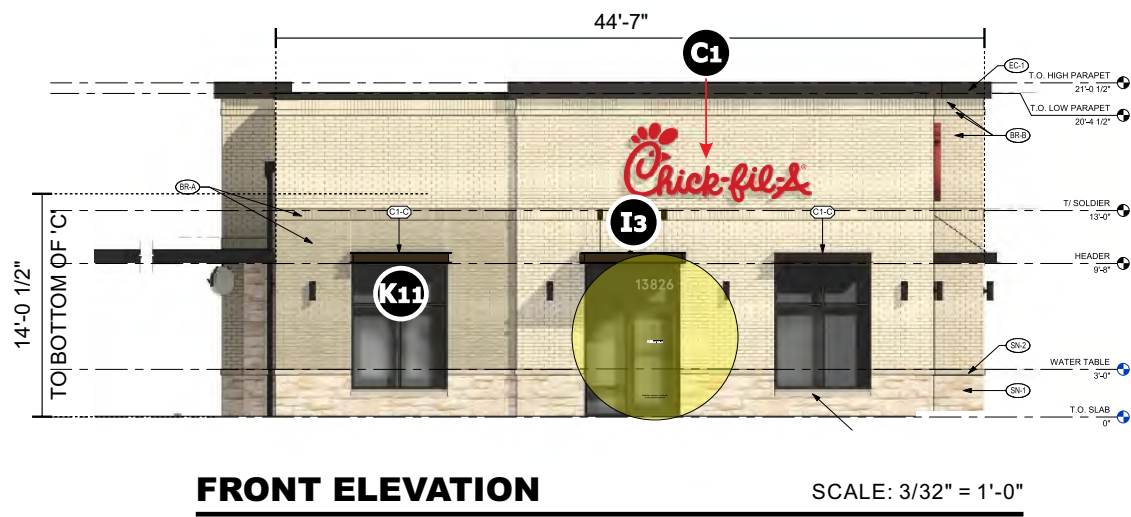 44'-7"
C1
EC-1
T.O. HIGH PARAPET
21'-0 1/2"
T.O. LOW PARAPET
20'-4 1/2"
BR-B
Chick-fil-A®
BR-A
C1-C
I3
C1-C
T/ SOLDIER
13'-0"
HEADER
9'-8"
K11
13826
14'-0 1/2"
TO BOTTOM OF 'C'
SN-2
WATER TABLE
3'-0"
SN-1
T.O. SLAB
0"
FRONT ELEVATION
SCALE: 3/32" = 1'-0"